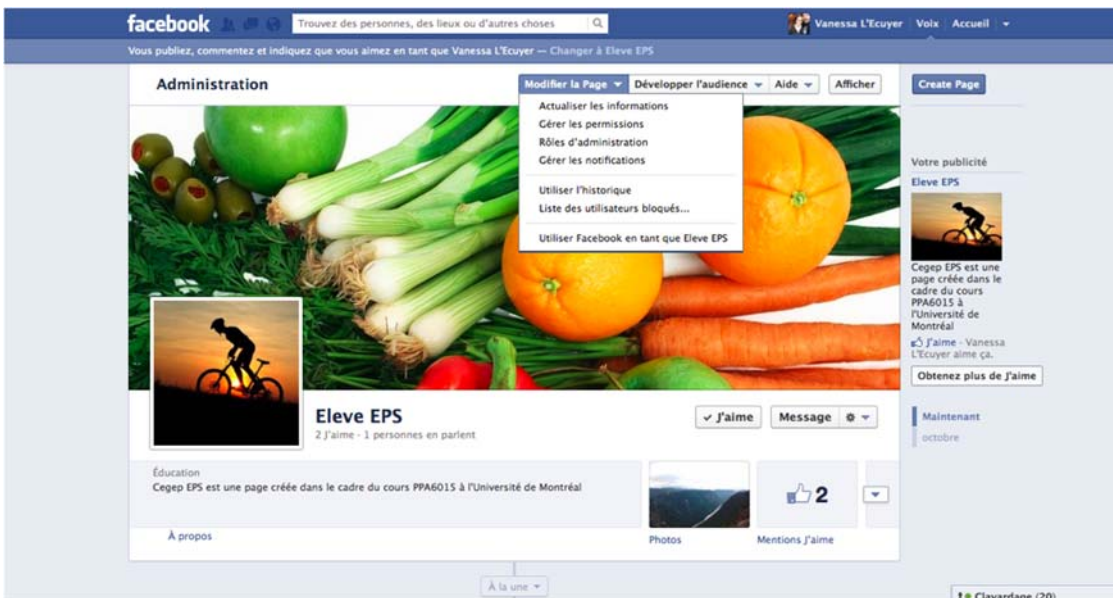 facebook
Trouvez des personnes, des lieux ou d'autres choses
Vanessa L'Ecuyer Voix Accueil
Vous publiez, commentez et indiquez que vous aimez en tant que Vanessa L'Ecuyer — Changer à Eleve EPS
Administration
Modifier la Page Développer l'audience Aide Afficher
Create Page
Actualiser les informations
Gérer les permissions
Rôles d'administration
Gérer les notifications
Utiliser l'historique
Liste des utilisateurs bloqués...
Utiliser Facebook en tant que Eleve EPS
Votre publicité
Eleve EPS
Cegep EPS est une
page créée dans le
cadre du cours
PPA6015 à
l'Université de
Montréal
J'aime · Vanessa
L'Ecuyer aime ça.
Obtenez plus de J'aime
Maintenant
octobre
Eleve EPS
2 J'aime · 1 personnes en parlent
✓ J'aime Message
Éducation
Cegep EPS est une page créée dans le cadre du cours PPA6015 à l'Université de Montréal
2
À propos
Photos
Mentions J'aime
À la une
Clavardage (20)